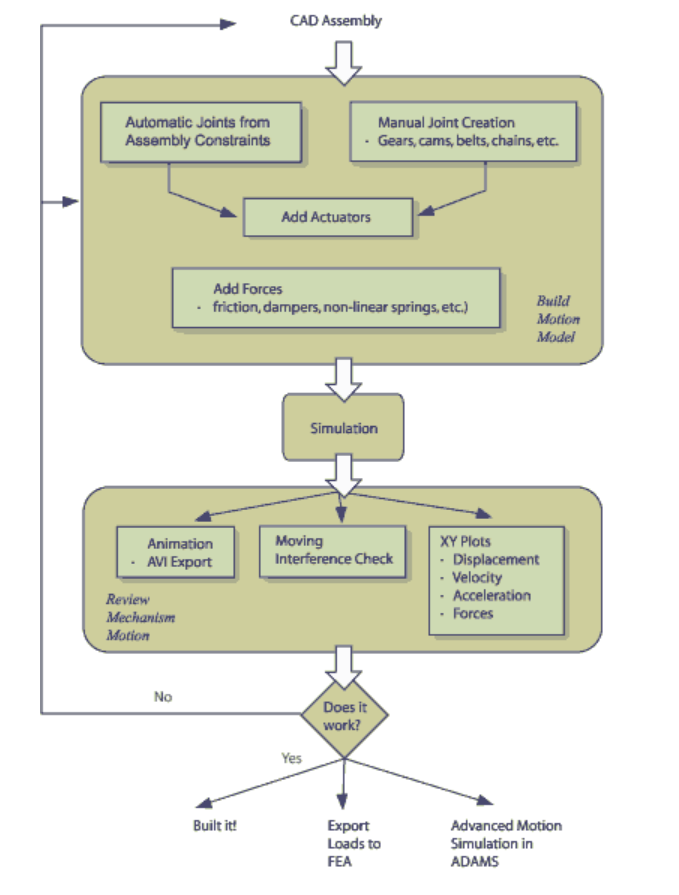 CAD Assembly
Automatic Joints from
Assembly Constraints
Manual Joint Creation
· Gears, cams, belts, chains, etc.
Add Actuators
Add Forces
· friction, dampers, non-linear springs, etc.)
Build
Motion
Model
Simulation
Animation
· AVI Export
Moving
Interference Check
XY Plots
· Displacement
· Velocity
· Acceleration
· Forces
Review
Mechanism
Motion
Does it
work?
No
Yes
Built it!
Export
Loads to
FEA
Advanced Motion
Simulation in
ADAMS